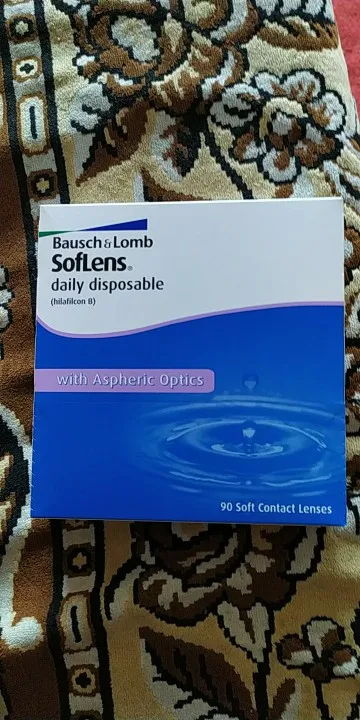 Bausch & Lomb
SofLens®
daily disposable
(hilafilcon B)
with Aspheric Optics
90 Soft Contact Lenses